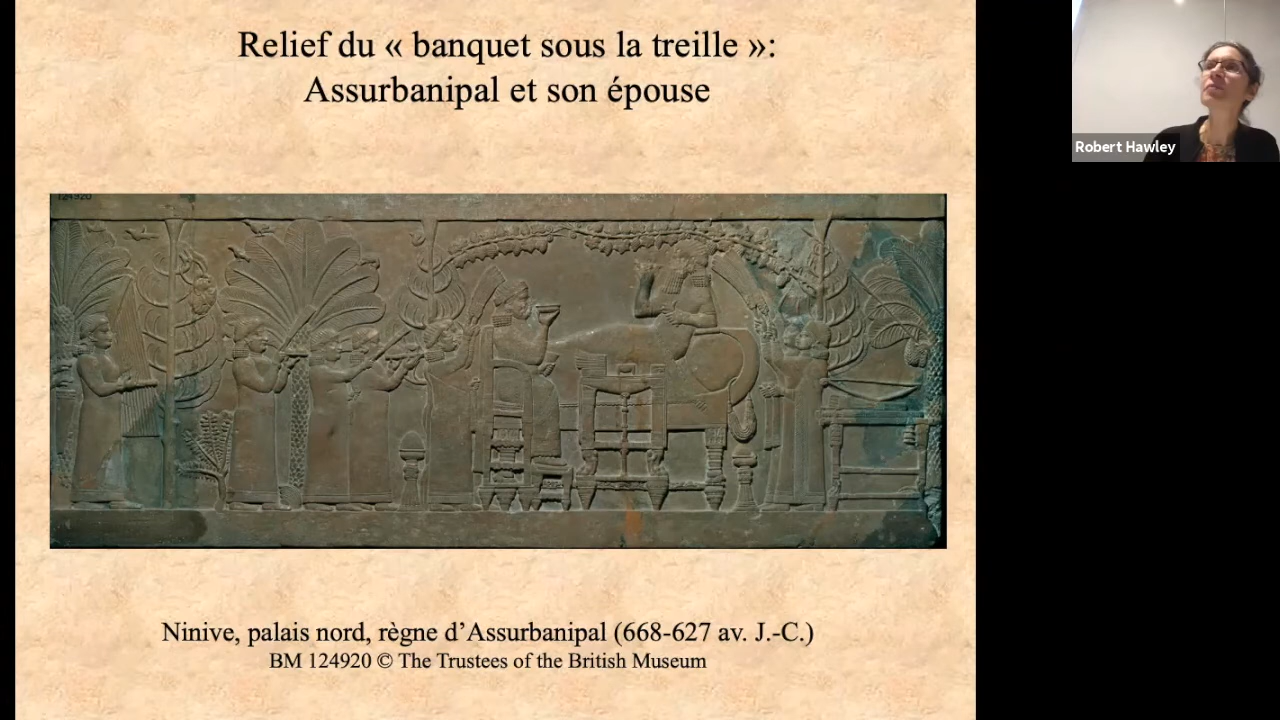 Relief du « banquet sous la treille »:
Assurbanipal et son épouse
124920
Robert Hawley
Ninive, palais nord, règne d’Assurbanipal (668-627 av. J.-C.)
BM 124920 © The Trustees of the British Museum